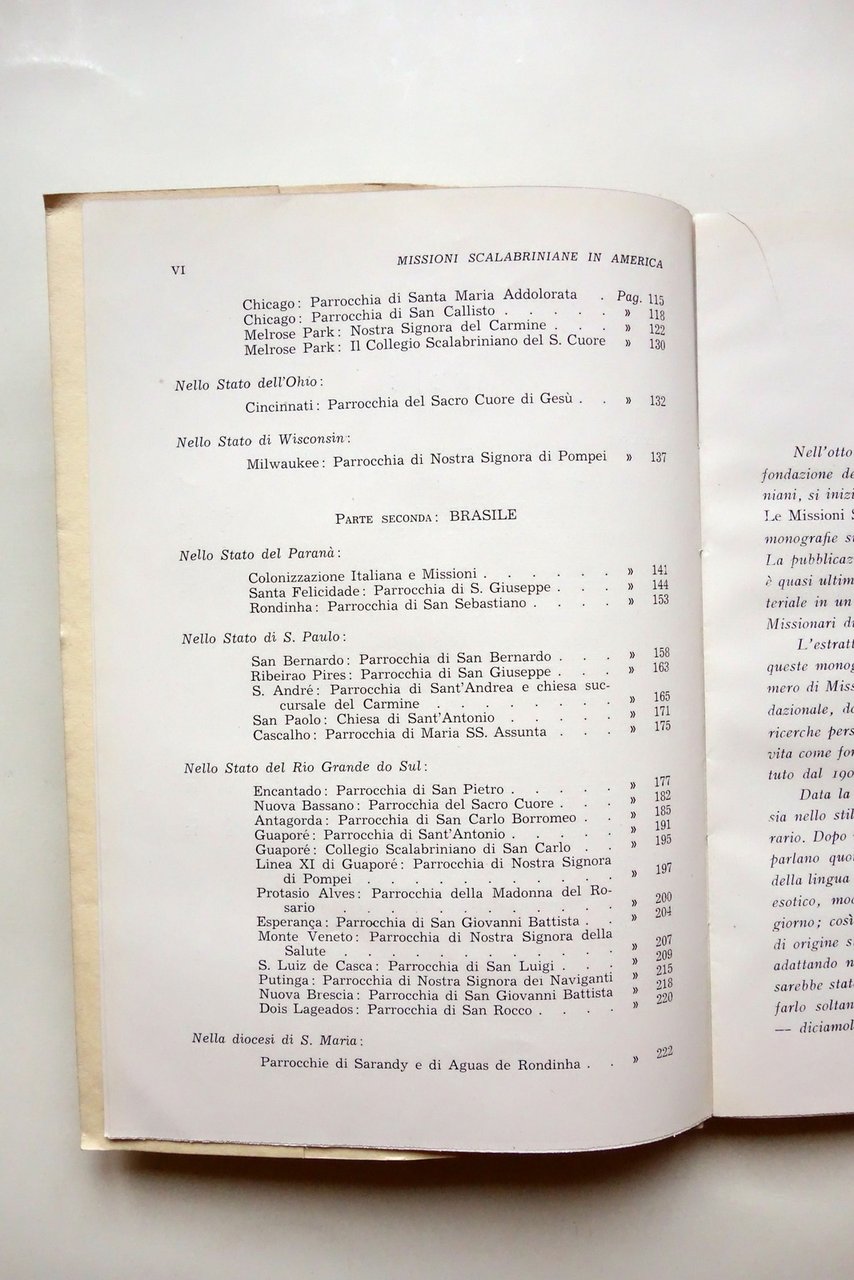 VI
MISSIONI SCALABRINIANE IN AMERICA
Chicago: Parrocchia di Santa Maria Addolorata . Pag. 115
Chicago: Parrocchia di San Callisto . . . . . » 118
Melrose Park: Nostra Signora del Carmine . . . » 122
Melrose Park: Il Collegio Scalabriniano del S. Cuore » 130
Nello Stato dell'Ohio:
Cincinnati: Parrocchia del Sacro Cuore di Gesù . . » 132
Nello Stato di Wisconsin:
Milwaukee: Parrocchia di Nostra Signora di Pompei » 137
PARTE SECONDA: BRASILE
Nello Stato del Paranà:
Colonizzazione Italiana e Missioni . . . . . . » 141
Santa Felicidade: Parrocchia di S. Giuseppe . . . » 144
Rondinha: Parrocchia di San Sebastiano . . . . » 153
Nello Stato di S. Paulo:
San Bernardo: Parrocchia di San Bernardo . . . » 158
Ribeirao Pires: Parrocchia di San Giuseppe . . . » 163
S. André: Parrocchia di Sant'Andrea e chiesa suc-
cursale del Carmine . . . . . . . . » 165
San Paolo: Chiesa di Sant'Antonio . . . . . » 171
Cascalho: Parrocchia di Maria SS. Assunta . . . » 175
Nello Stato del Rio Grande do Sul:
Encantado: Parrocchia di San Pietro . . . . . » 177
Nuova Bassano: Parrocchia del Sacro Cuore . . . » 182
Antagorda: Parrocchia di San Carlo Borromeo . . » 185
Guaporé: Parrocchia di Sant'Antonio . . . . . » 191
Guaporé: Collegio Scalabriniano di San Carlo . . » 195
Linea XI di Guaporé: Parrocchia di Nostra Signora
di Pompei . . . . . . . . . . . » 197
Protasio Alves: Parrocchia della Madonna del Ro-
sario . . . . . . . . . . . » 200
Esperança: Parrocchia di San Giovanni Battista . . » 204
Monte Veneto: Parrocchia di Nostra Signora della
Salute . . . . . . . . . . . » 207
S. Luiz de Casca: Parrocchia di San Luigi . . . » 209
Putinga: Parrocchia di Nostra Signora dei Naviganti » 215
Nuova Brescia: Parrocchia di San Giovanni Battista » 218
Dois Lageados: Parrocchia di San Rocco . . . . » 220
Nella diocesi di S. Maria:
Parrocchie di Sarandy e di Aguas de Rondinha . . » 222
Nell'otto
fondazione de
niani, si inizi
Le Missioni S
monografie su
La pubblicaz
è quasi ultim
teriale in un
Missionari di
L'estratt
queste monog
mero di Miss
dazionale, do
ricerche pers
vita come for
tuto dal 190
Data la
sia nello stil
rario. Dopo
parlano quo
della lingua
esotico, mod
giorno; così
di origine s
adattando n
sarebbe stat
farlo soltan
— diciamol